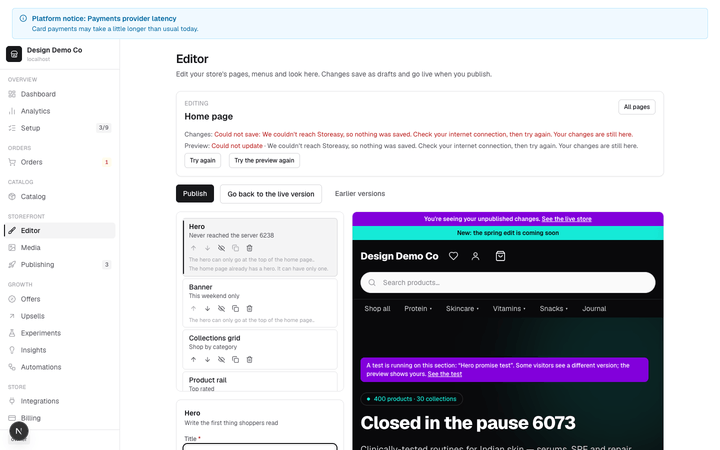 Platform notice: Payments provider latency
Card payments may take a little longer than usual today.
Design Demo Co
localhost
OVERVIEW
Dashboard
Analytics
Setup 3/9
ORDERS
Orders 1
CATALOG
Catalog
STOREFRONT
Editor
Media
Publishing 3
GROWTH
Offers
Upsells
Experiments
Insights
Automations
STORE
Integrations
Billing
N
Editor
Edit your store's pages, menus and look here. Changes save as drafts and go live when you publish.
EDITING
Home page
All pages
Changes: Could not save: We couldn't reach Storeasy, so nothing was saved. Check your internet connection, then try again. Your changes are still here.
Preview: Could not update · We couldn't reach Storeasy, so nothing was saved. Check your internet connection, then try again. Your changes are still here.
Try again Try the preview again
Publish Go back to the live version Earlier versions
Hero
Never reached the server 6238
The hero can only go at the top of the home page.
The home page already has a hero. It can have only one.
Banner
This weekend only
The hero can only go at the top of the home page.
Collections grid
Shop by category
Product rail
Top rated
Hero
Write the first thing shoppers read
Title *
You're seeing your unpublished changes. See the live store
New: the spring edit is coming soon
Design Demo Co
Search products...
Shop all Protein Skincare Vitamins Snacks Journal
A test is running on this section: "Hero promise test". Some visitors see a different version; the
preview shows yours. See the test
400 products · 30 collections
Closed in the pause 6073
Clinically-tested routines for Indian skin — serums, SPF and repair